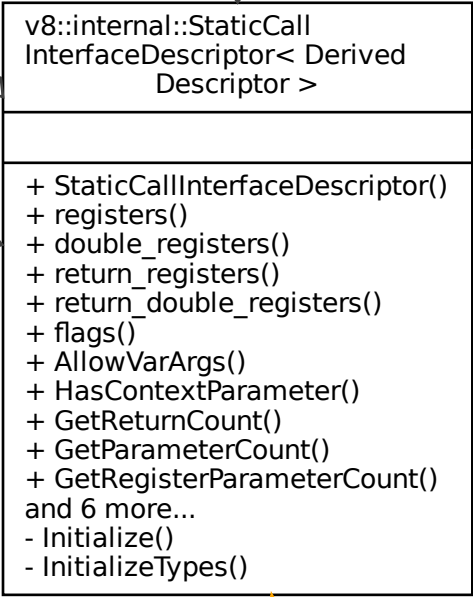 v8::internal::StaticCall
InterfaceDescriptor< Derived
Descriptor >
+ StaticCallInterfaceDescriptor()
+ registers()
+ double_registers()
+ return_registers()
+ return_double_registers()
+ flags()
+ AllowVarArgs()
+ HasContextParameter()
+ GetReturnCount()
+ GetParameterCount()
+ GetRegisterParameterCount()
and 6 more...
- Initialize()
- InitializeTypes()